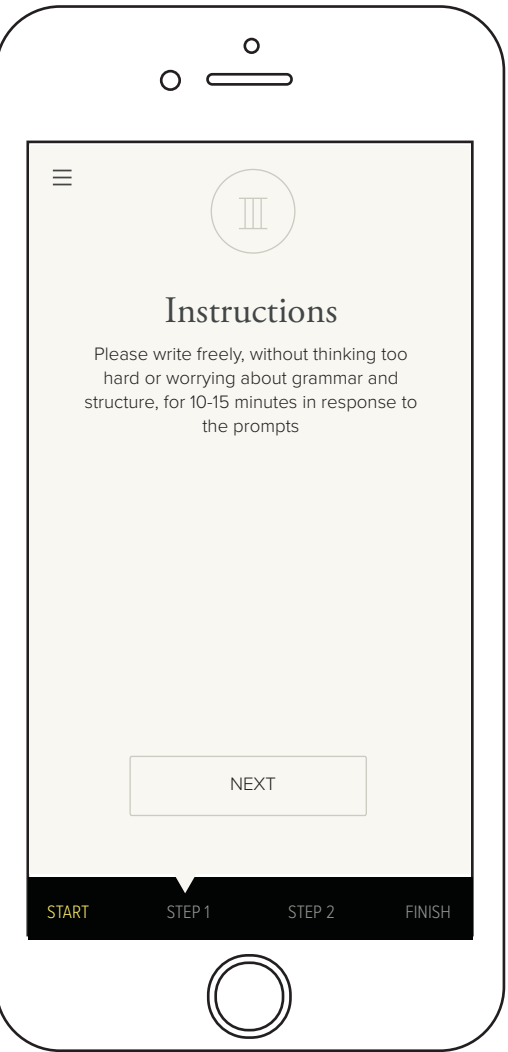 III
Instructions
Please write freely, without thinking too
hard or worrying about grammar and
structure, for 10-15 minutes in response to
the prompts
NEXT
START STEP 1 STEP 2 FINISH